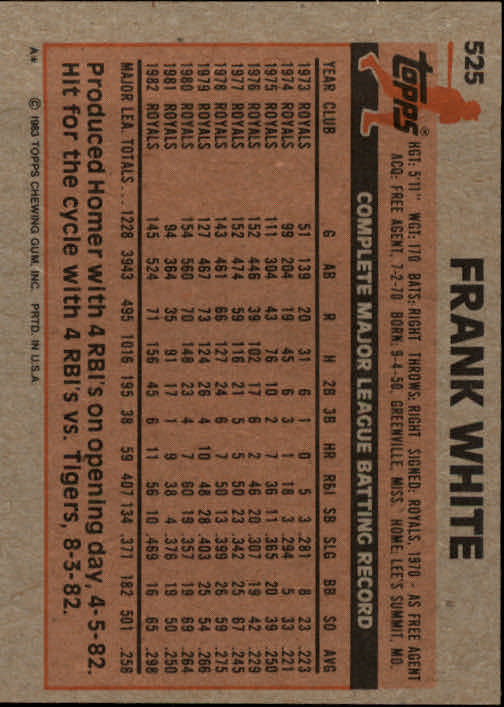 525
FRANK WHITE
topps®
HGT: 5'11" WGT: 170 BATS: RIGHT THROWS: RIGHT SIGNED: ROYALS, 1970 - AS FREE AGENT
ACQ: FREE AGENT, 7-2-70 BORN: 9-4-50, GREENVILLE, MISS. HOME: LEE'S SUMMIT, MO.
COMPLETE MAJOR LEAGUE BATTING RECORD
YEAR CLUB G AB R H 2B 3B HR RBI SB SLG BB SO AVG
1973 ROYALS 51 139 20 31 6 1 0 5 3 .281 8 23 .223
1974 ROYALS 99 204 19 45 6 3 1 18 3 .294 5 33 .221
1975 ROYALS 111 304 43 76 10 2 7 36 11 .365 20 39 .250
1976 ROYALS 152 446 39 102 17 6 2 46 20 .307 19 42 .229
1977 ROYALS 152 474 59 116 21 5 5 50 23 .342 25 67 .245
1978 ROYALS 143 461 66 127 24 6 7 50 13 .399 26 59 .275
1979 ROYALS 127 467 73 124 26 4 10 48 28 .403 25 54 .266
1980 ROYALS 154 560 70 148 23 4 7 60 19 .357 19 69 .264
1981 ROYALS 94 364 35 91 17 1 9 38 4 .376 19 50 .250
1982 ROYALS 145 524 71 156 45 6 11 56 10 .469 16 65 .298
MAJOR LEA. TOTALS... 1228 3943 495 1016 195 38 59 407 134 .371 182 501 .258
Produced Homer with 4 RBI's on opening day, 4-5-82.
Hit for the cycle with 4 RBI's vs. Tigers, 8-3-82.
A* © 1983 TOPPS CHEWING GUM, INC. PRTD. IN U.S.A.